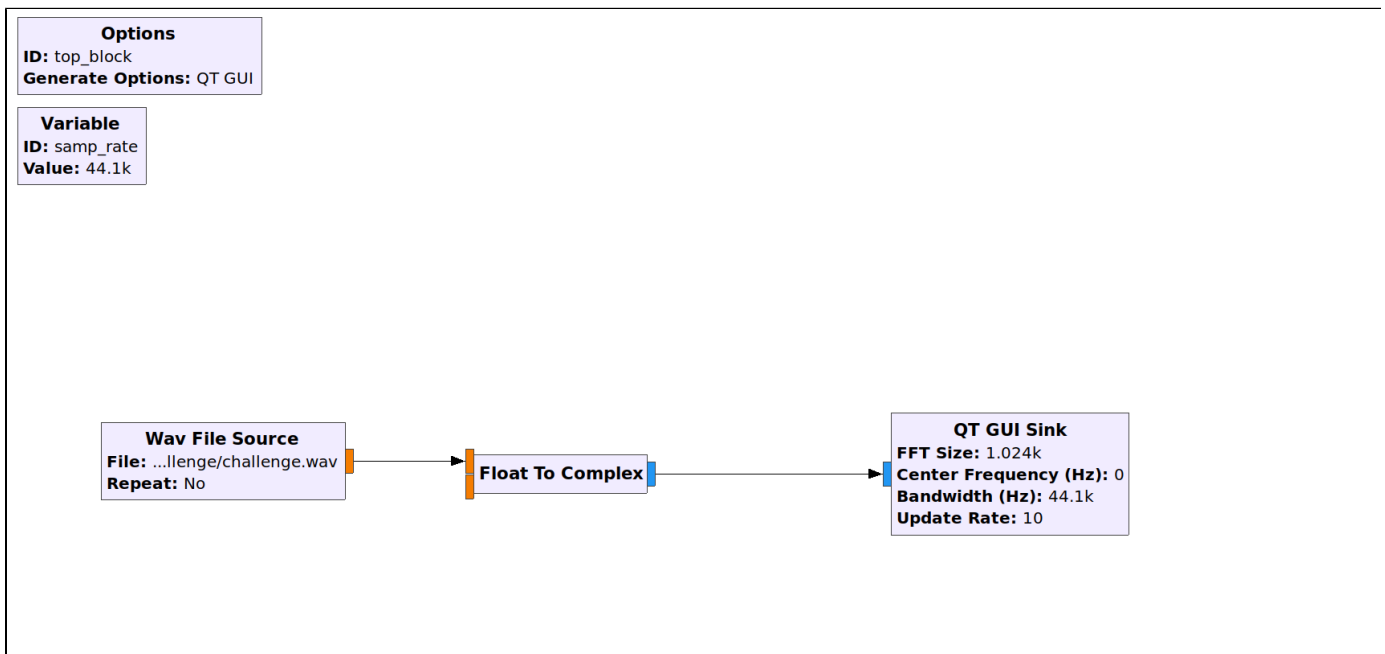 Options
ID: top_block
Generate Options: QT GUI
Variable
ID: samp_rate
Value: 44.1k
Wav File Source
File: ...llenge/challenge.wav
Repeat: No
Float To Complex
QT GUI Sink
FFT Size: 1.024k
Center Frequency (Hz): 0
Bandwidth (Hz): 44.1k
Update Rate: 10